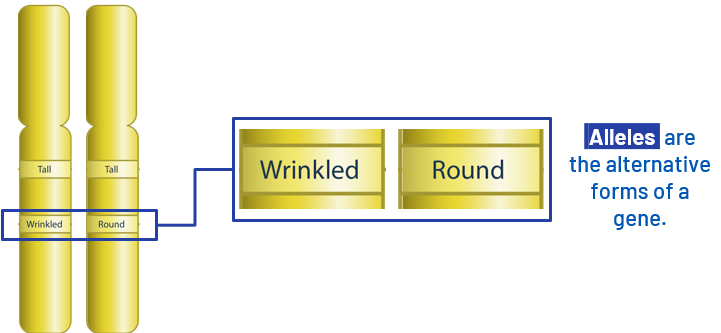 Tall Tall
Wrinkled Round
Wrinkled Round
Alleles are
the alternative
forms of a
gene.